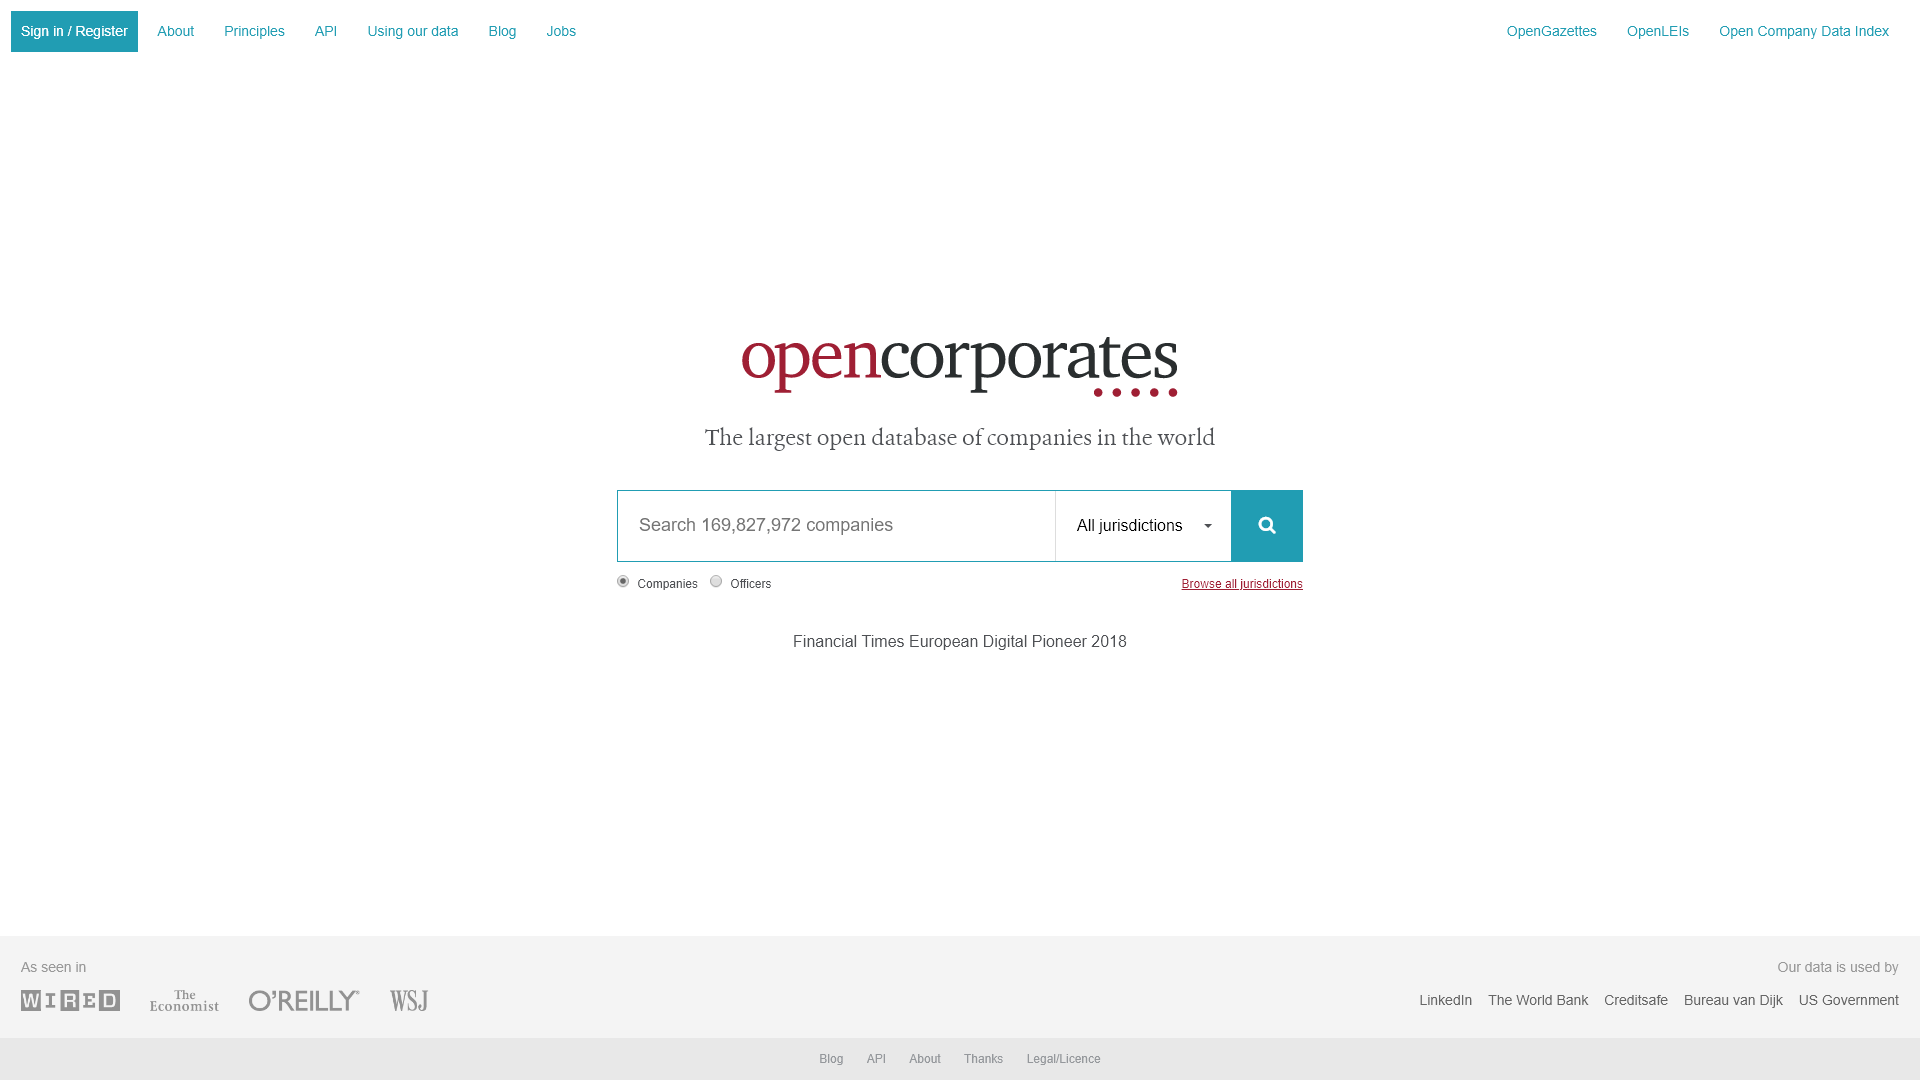 Sign in / Register About Principles API Using our data Blog Jobs OpenGazettes OpenLEIs Open Company Data Index
opencorporates
The largest open database of companies in the world
Search 169,827,972 companies All jurisdictions
Companies Officers Browse all jurisdictions
Financial Times European Digital Pioneer 2018
As seen in Our data is used by
WIRED The Economist O'REILLY® WSJ LinkedIn The World Bank Creditsafe Bureau van Dijk US Government
Blog API About Thanks Legal/Licence